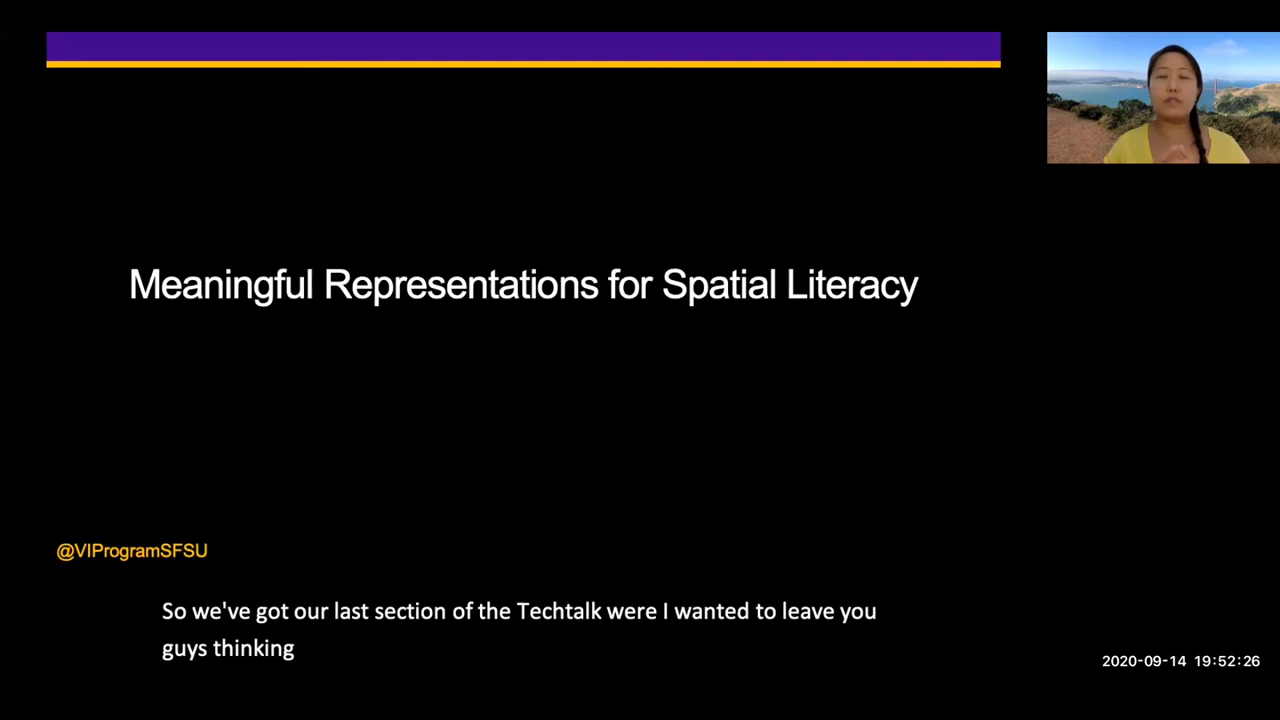 Meaningful Representations for Spatial Literacy
@VIProgramSFSU
So we've got our last section of the Techtalk were I wanted to leave you
guys thinking
2020-09-14 19:52:26